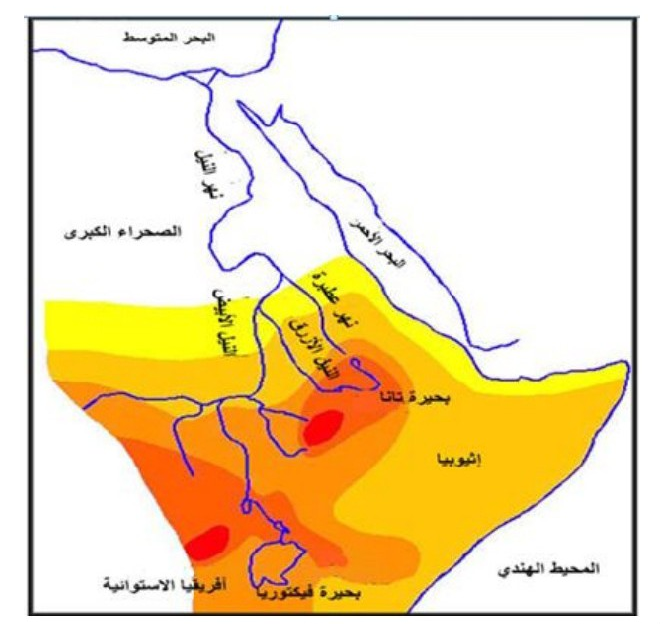 البحر المتوسط
نهر النيل
الصحراء الكبرى
البحر الأحمر
نهر عطبرة
النيل الأبيض
النيل الأزرق
بحيرة تانا
إثيوبيا
المحيط الهندي
أفريقيا الاستوائية
بحيرة فيكتوريا